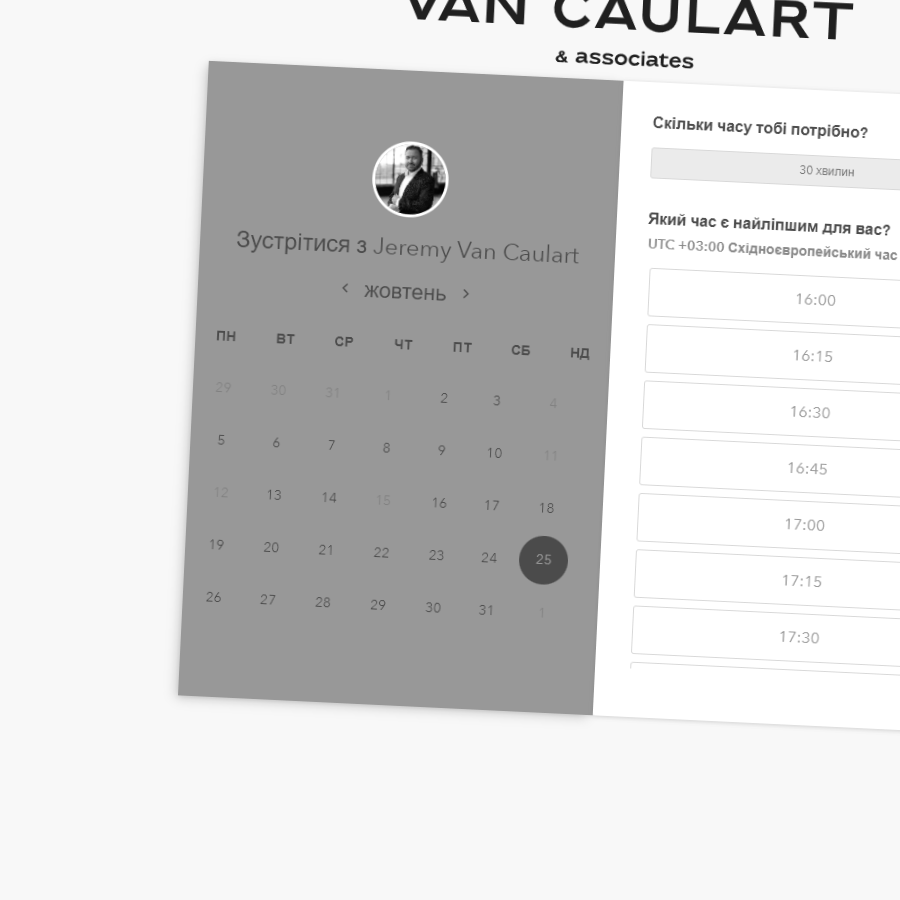 VAN CAULART
& associates
Зустрітися з Jeremy Van Caulart
жовтень
ПН ВТ СР ЧТ ПТ СБ НД
29 30 31 1 2 3 4
5 6 7 8 9 10 11
12 13 14 15 16 17 18
19 20 21 22 23 24 25
26 27 28 29 30 31 1
Скільки часу тобі потрібно?
30 хвилин
Який час є найліпшим для вас?
UTC +03:00 Східноєвропейський час
16:00
16:15
16:30
16:45
17:00
17:15
17:30